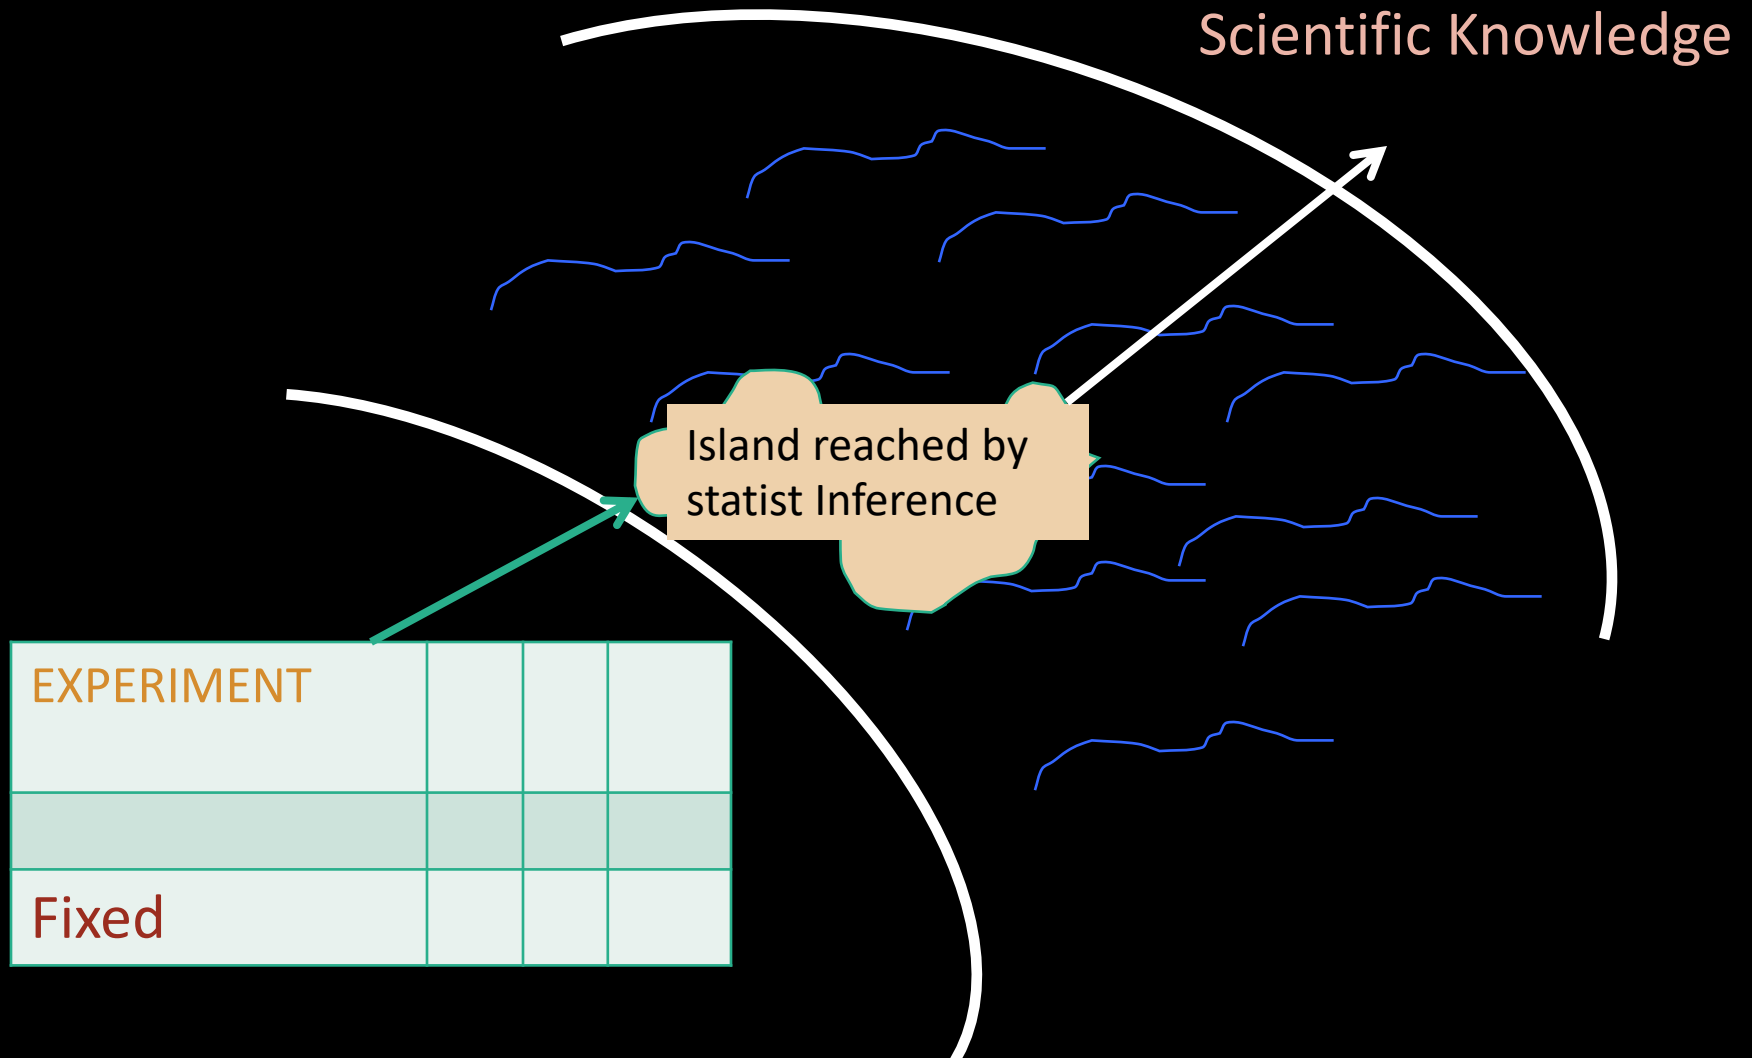 Scientific Knowledge
Island reached by
statist Inference
EXPERIMENT
Fixed